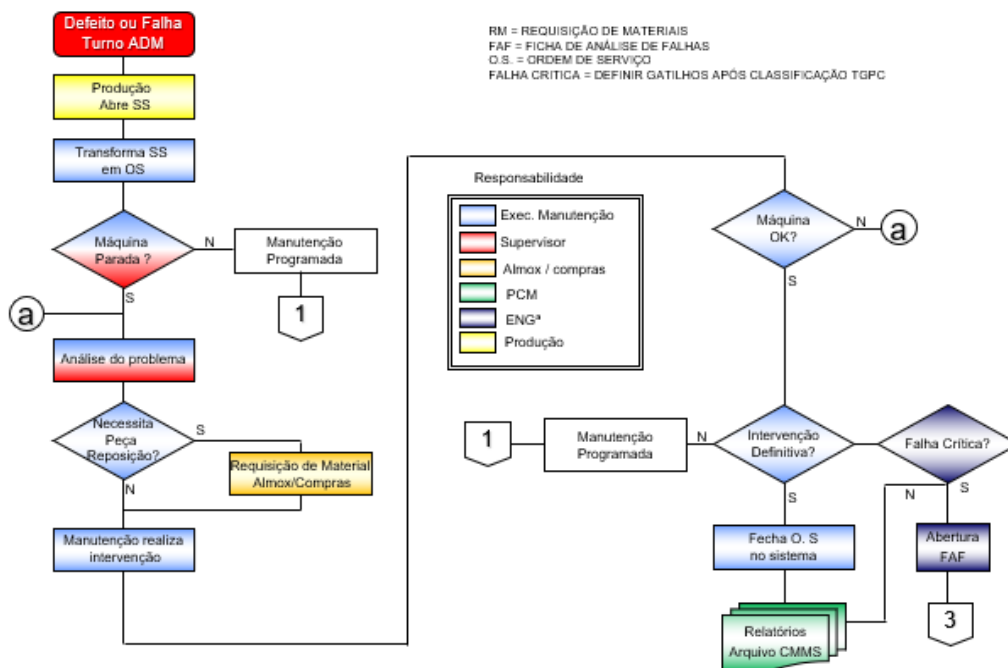 Defeito ou Falha
Turno ADM
RM = REQUISIÇÃO DE MATERIAIS
FAF = FICHA DE ANÁLISE DE FALHAS
O.S. = ORDEM DE SERVIÇO
FALHA CRITICA = DEFINIR GATILHOS APÓS CLASSIFICAÇÃO TGPC
Produção
Abre SS
Transforma SS
em OS
Máquina
Parada ?
N
S
Manutenção
Programada
1
a
Análise do problema
Necessita
Peça
Reposição?
S
N
Requisição de Material
Almox/Compras
Manutenção realiza
intervenção
Responsabilidade
Exec. Manutenção
Supervisor
Almox / compras
PCM
ENGª
Produção
Máquina
OK?
N
a
S
1
Manutenção
Programada
N
Intervenção
Definitiva?
S
Falha Crítica?
N
S
Fecha O. S
no sistema
Abertura
FAF
3
Relatórios
Arquivo CMMS